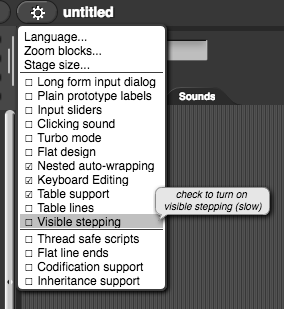 untitled
Language...
Zoom blocks...
Stage size...
☐ Long form input dialog
☐ Plain prototype labels
☐ Input sliders
☐ Clicking sound
☐ Turbo mode
☐ Flat design
☑ Nested auto-wrapping
☑ Keyboard Editing
☑ Table support
☐ Table lines
☐ Visible stepping
☐ Thread safe scripts
☐ Flat line ends
☐ Codification support
☐ Inheritance support
Sounds
check to turn on
visible stepping (slow)